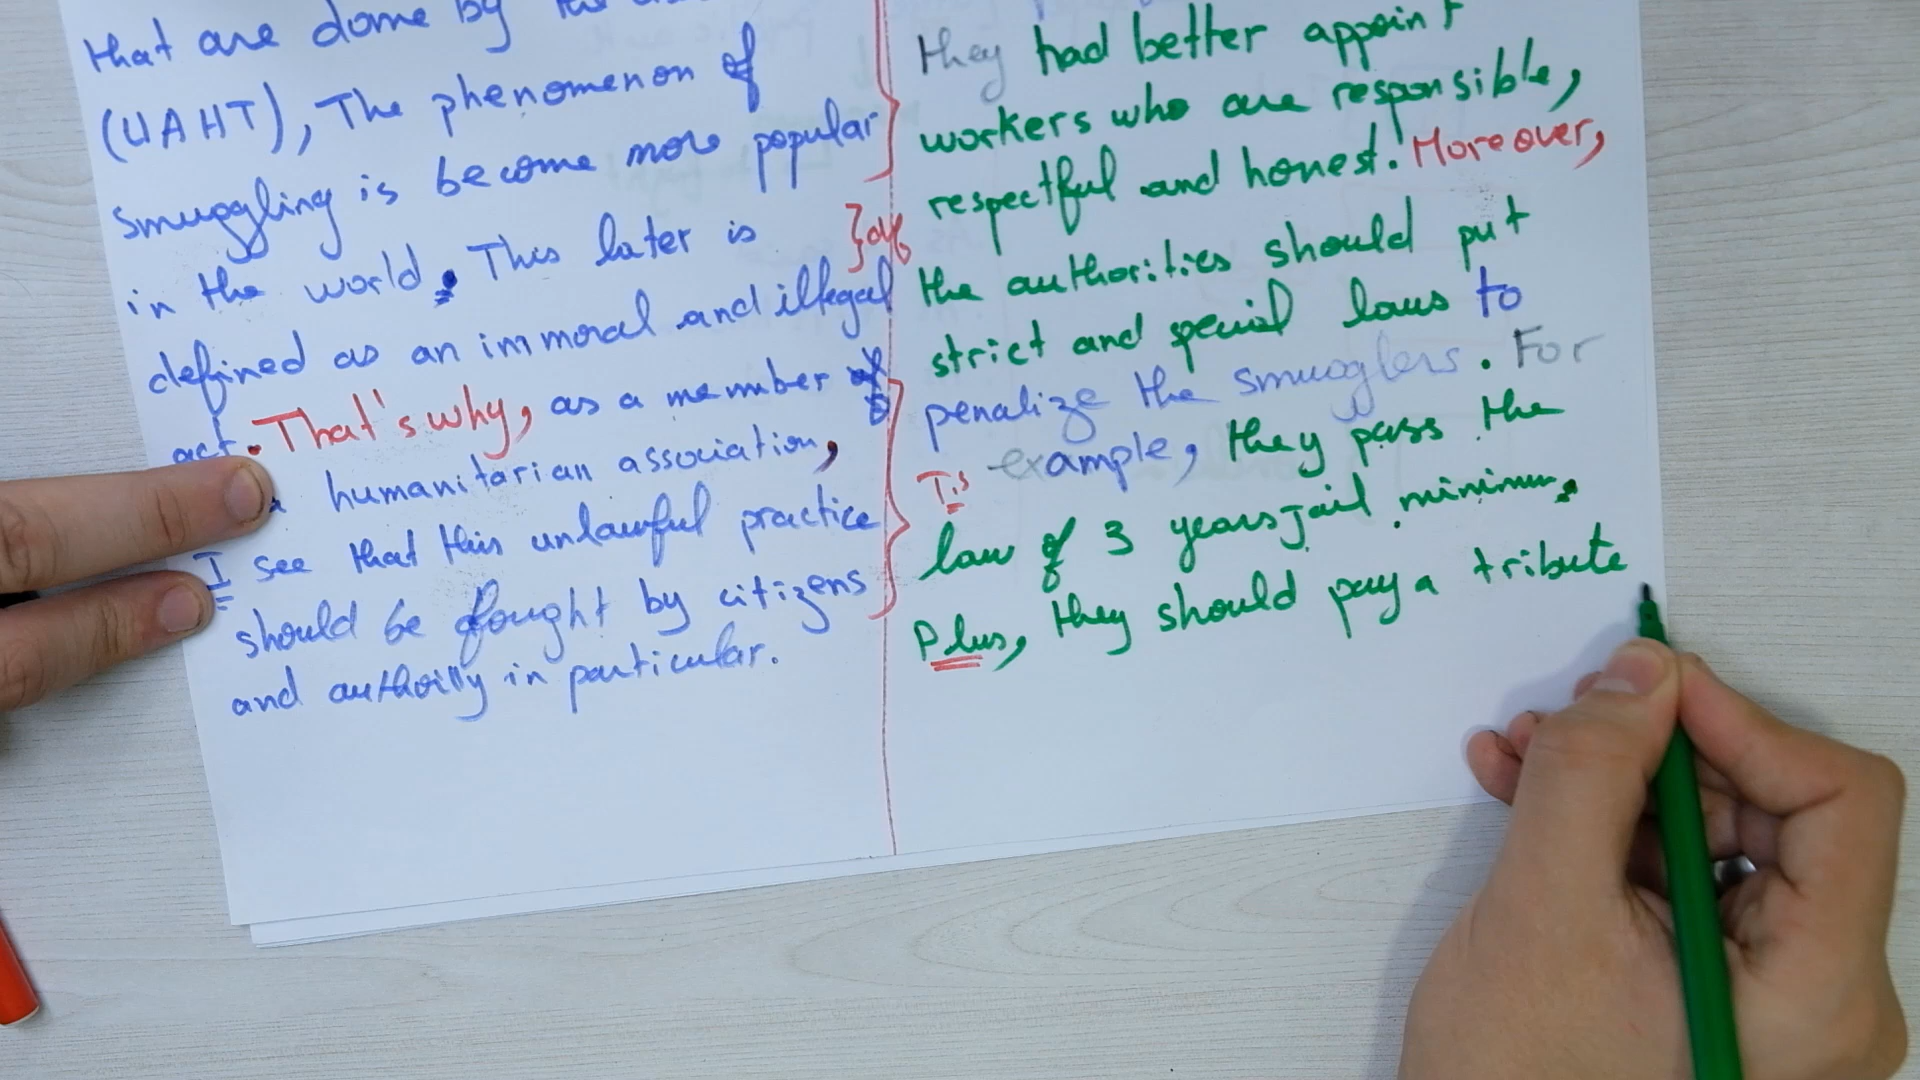 that are done by
(UAHT), The phenomenon of
Smuggling is become more popular
in the world. This later is
defined as an immoral and illegal
act. That's why, as a member of
a humanitarian association,
I see that this unlawful practice
should be fought by citizens
and authority in particular.
} def
they had better appoint
workers who are responsible,
respectful and honest. Moreover,
the authorities should put
strict and special laws to
penalize the smugglers. For
example, they pass the
T.s
law of 3 years jail minimum.
Plus, they should pay a tribute